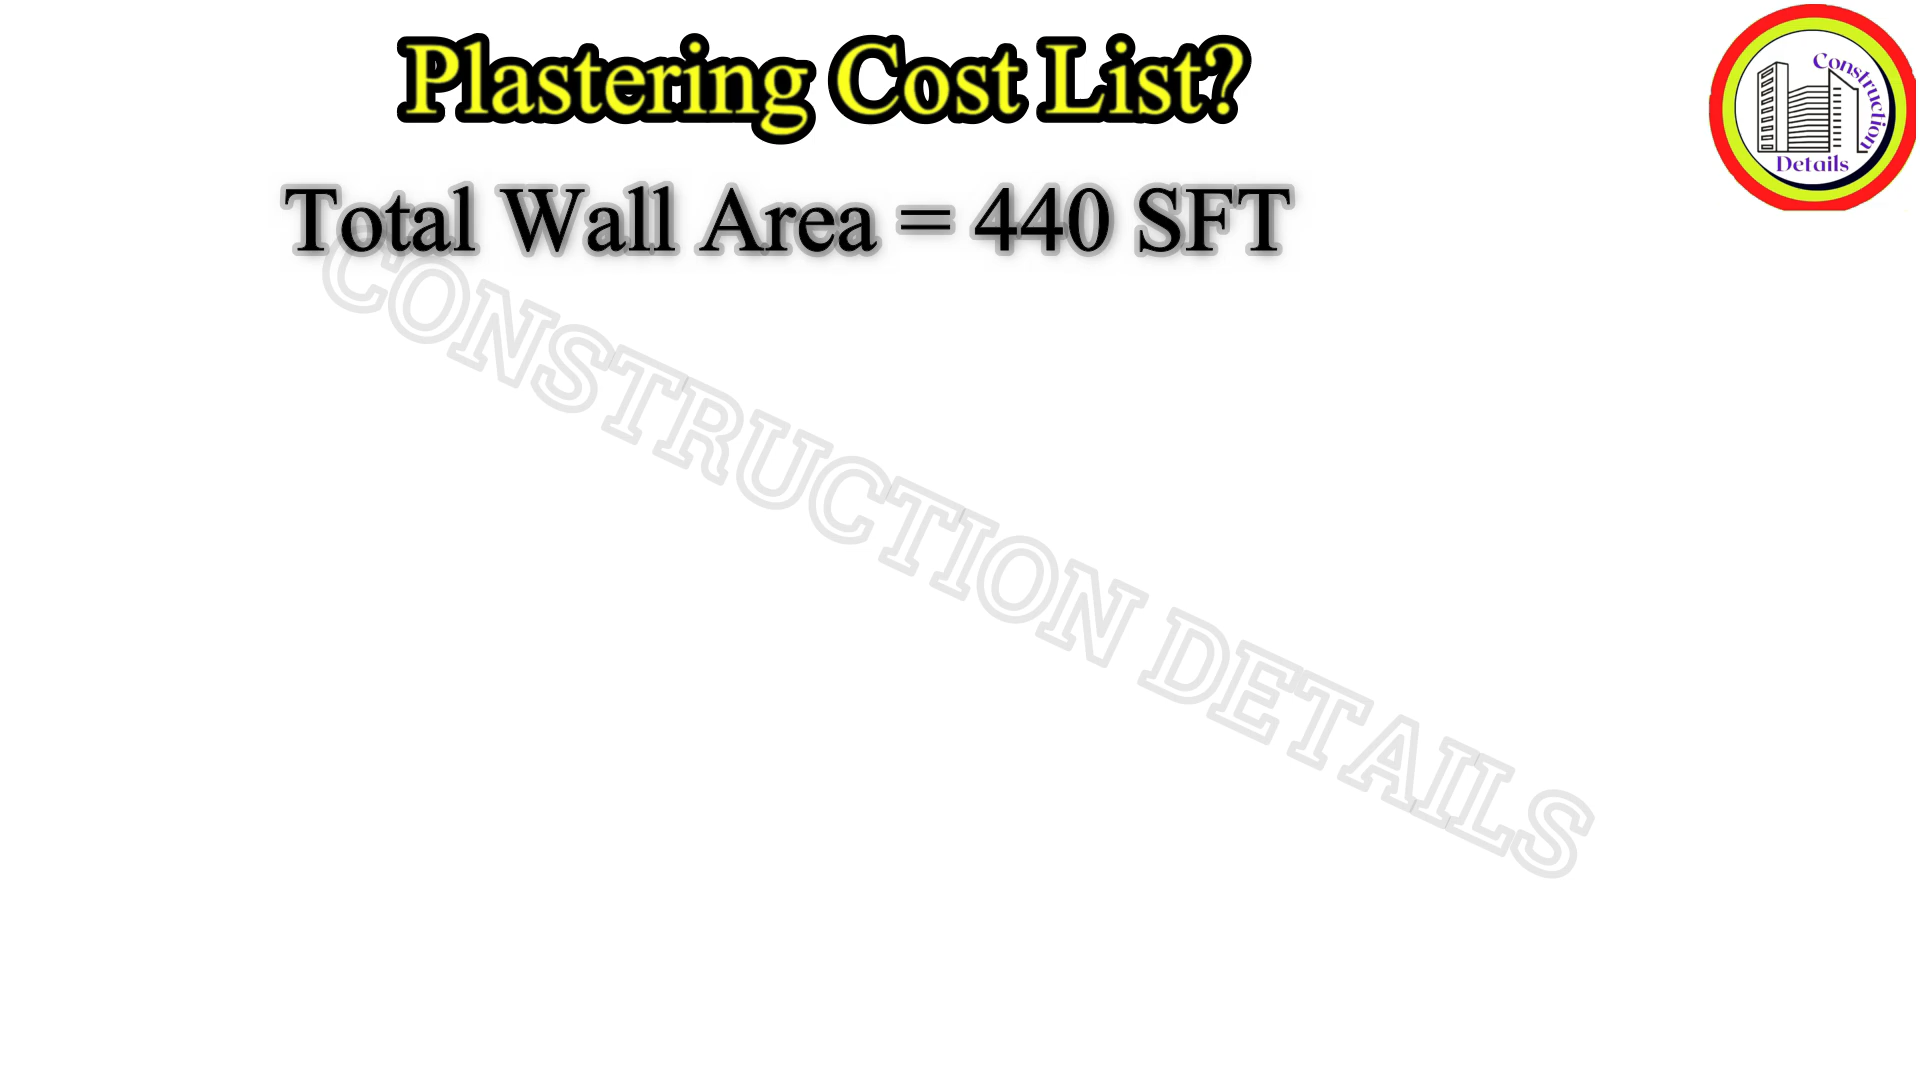 Plastering Cost List?
Construction
Details
Total Wall Area = 440 SFT
CONSTRUCTION DETAILS